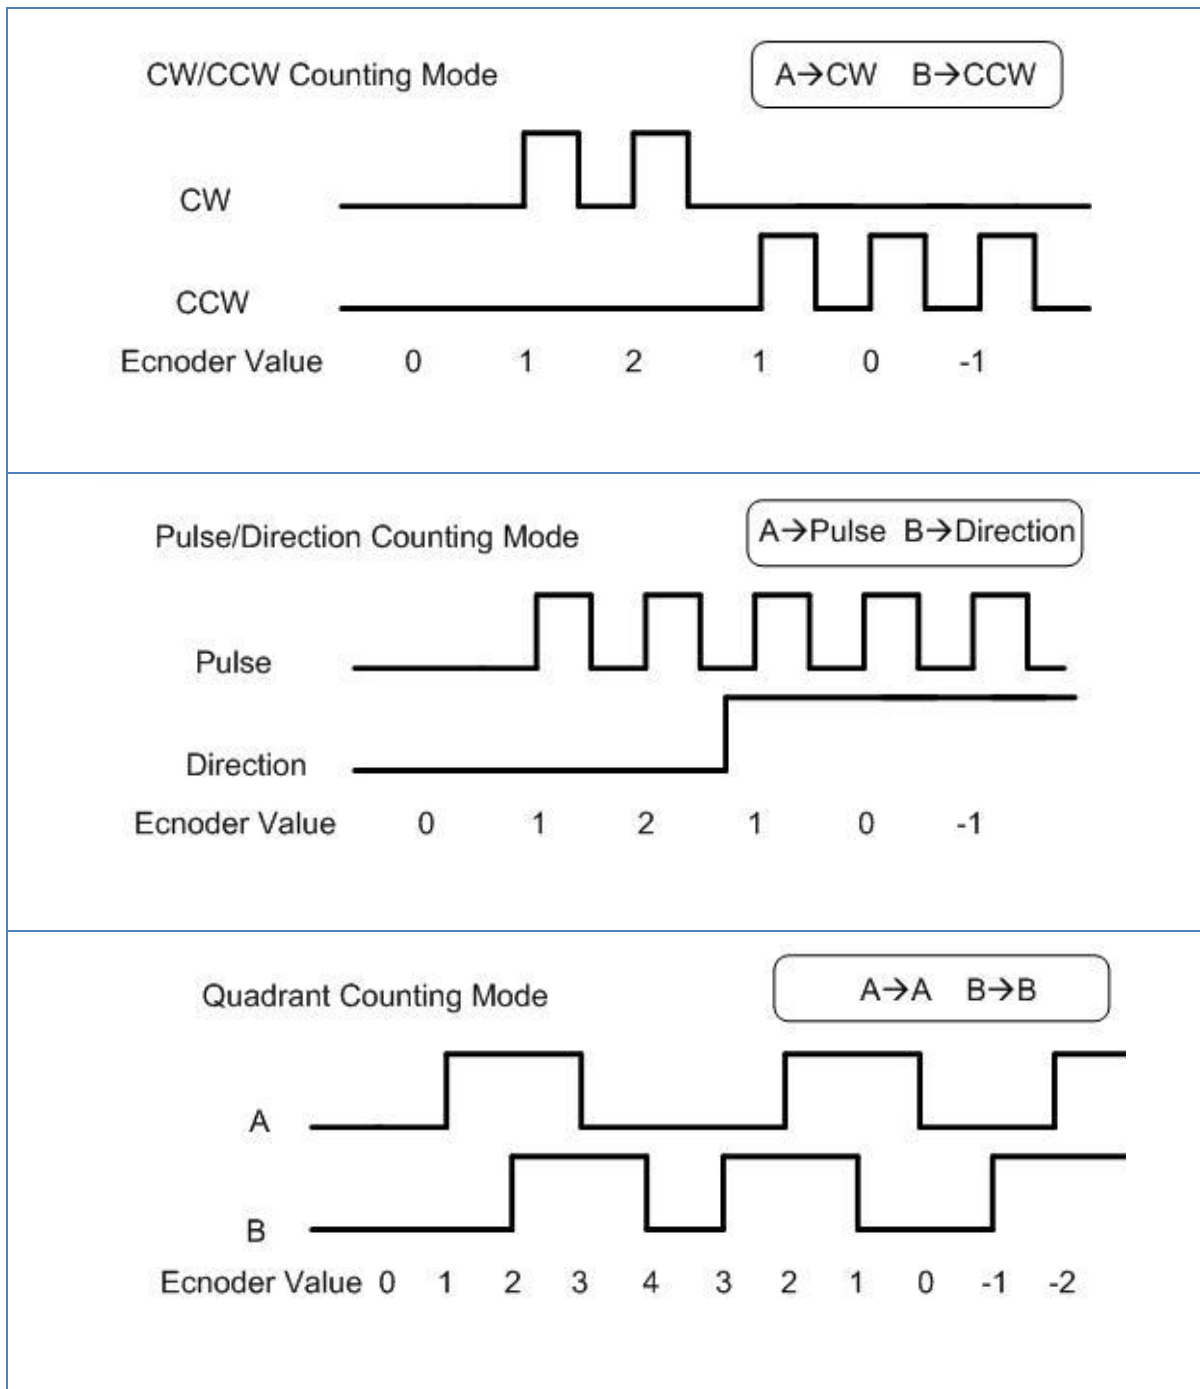 CW/CCW Counting Mode
A→CW B→CCW
CW
CCW
Ecnoder Value 0 1 2 1 0 -1
Pulse/Direction Counting Mode
A→Pulse B→Direction
Pulse
Direction
Ecnoder Value 0 1 2 1 0 -1
Quadrant Counting Mode
A→A B→B
A
B
Ecnoder Value 0 1 2 3 4 3 2 1 0 -1 -2